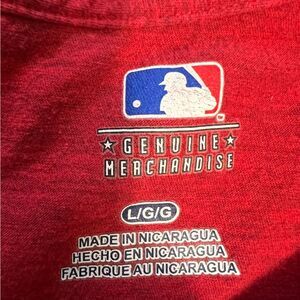 GENUINE
MERCHANDISE
L/G/G
MADE IN NICARAGUA
HECHO EN NICARAGUA
FABRIQUE AU NICARAGUA